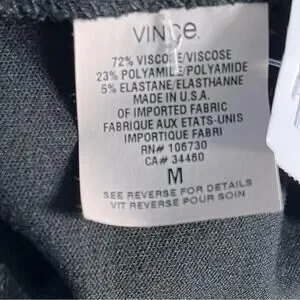 VINCE.
72% VISCOSE/VISCOSE
23% POLYAMIDE/POLYAMIDE
5% ELASTANE/ELASTHANNE
MADE IN U.S.A.
OF IMPORTED FABRIC
FABRIQUE AUX ETATS-UNIS
IMPORTIQUE FABRI
RN# 106730
CA# 34460
M
SEE REVERSE FOR DETAILS
VIT REVERSE POUR SOIN